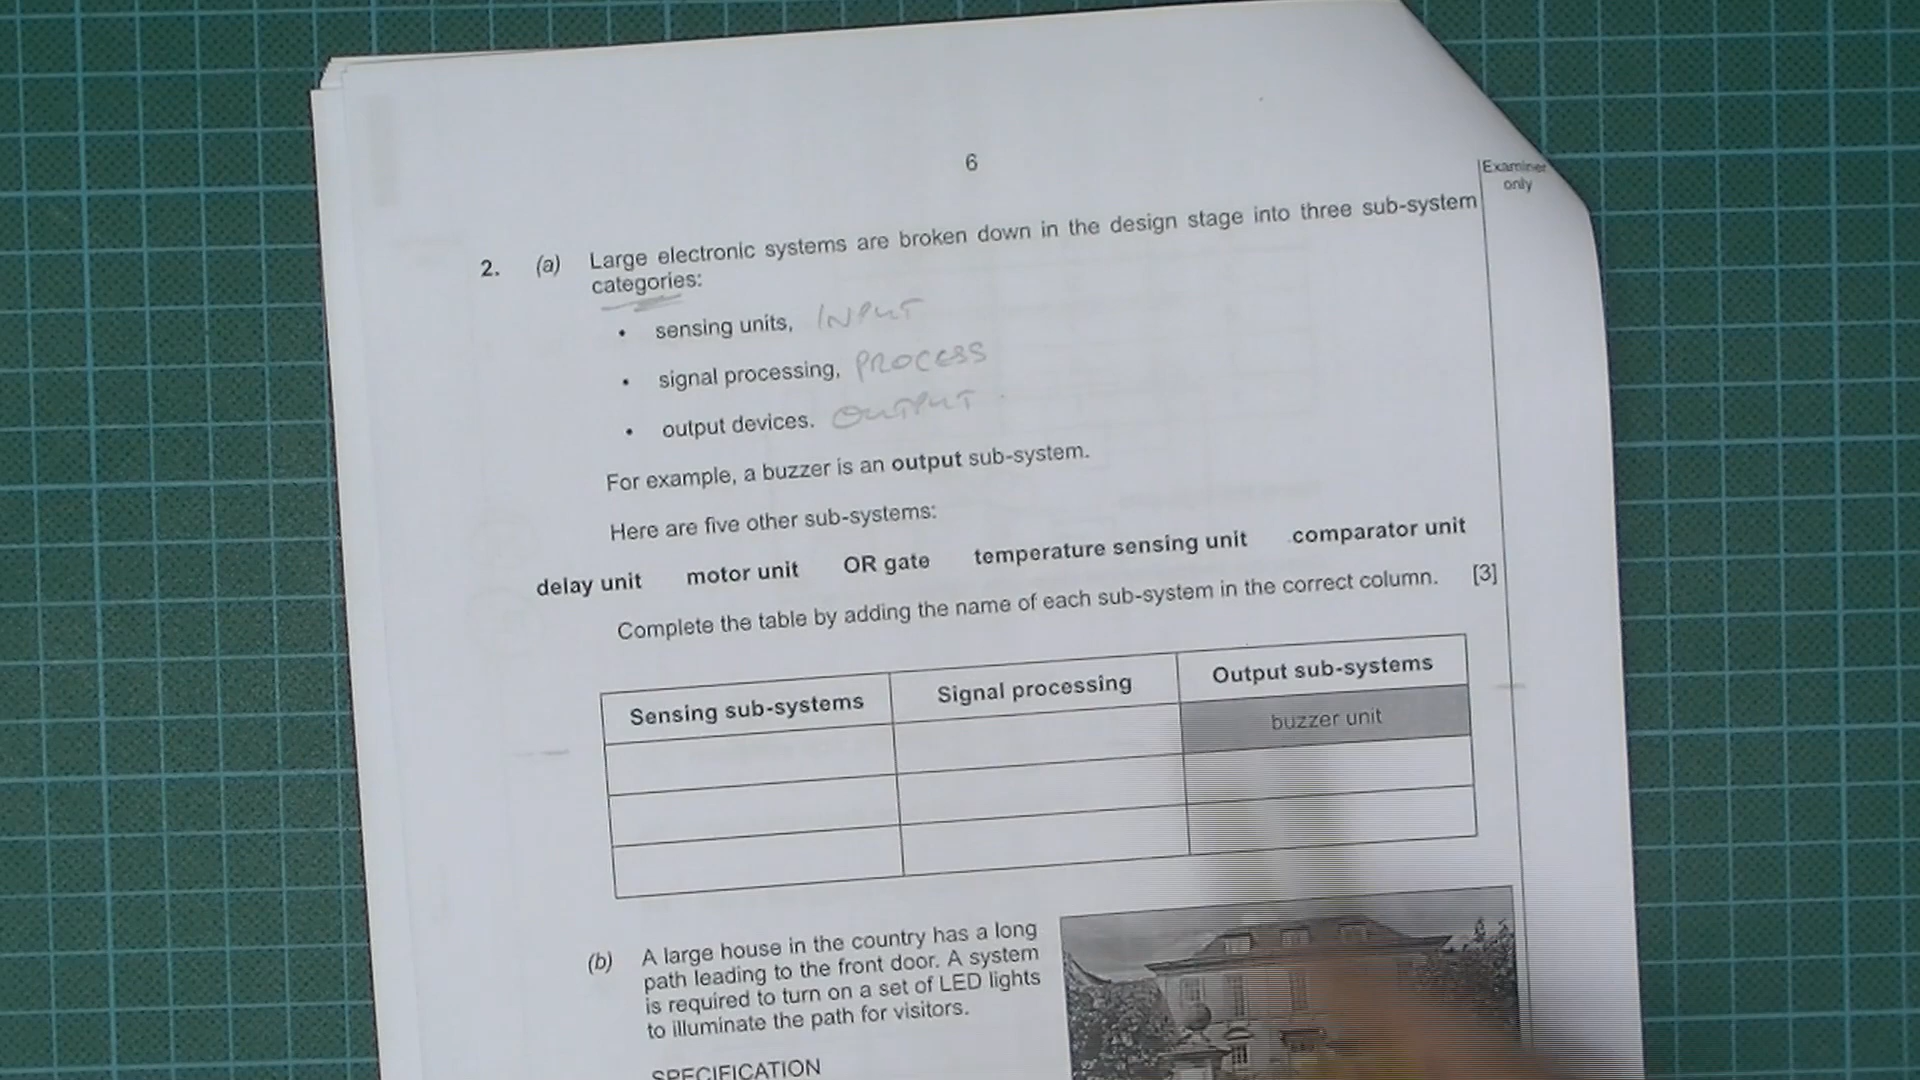 6
Examiner
only
2. (a) Large electronic systems are broken down in the design stage into three sub-system
categories:
• sensing units, INPUT
• signal processing, PROCESS
• output devices. OUTPUT
For example, a buzzer is an output sub-system.
Here are five other sub-systems:
delay unit motor unit OR gate temperature sensing unit comparator unit
Complete the table by adding the name of each sub-system in the correct column. [3]
Sensing sub-systems Signal processing Output sub-systems
buzzer unit
(b) A large house in the country has a long
path leading to the front door. A system
is required to turn on a set of LED lights
to illuminate the path for visitors.
SPECIFICATION